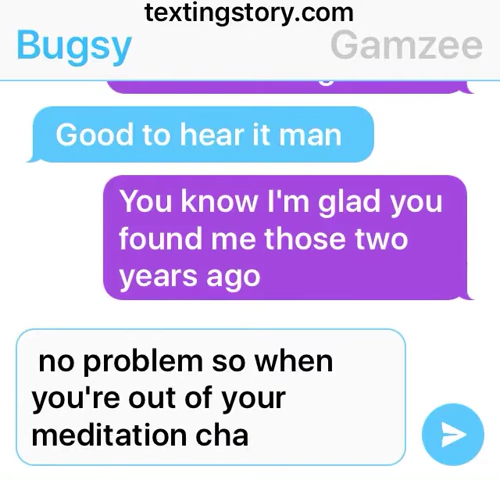 textingstory.com
Bugsy
Gamzee
Good to hear it man
You know I'm glad you
found me those two
years ago
no problem so when
you're out of your
meditation cha